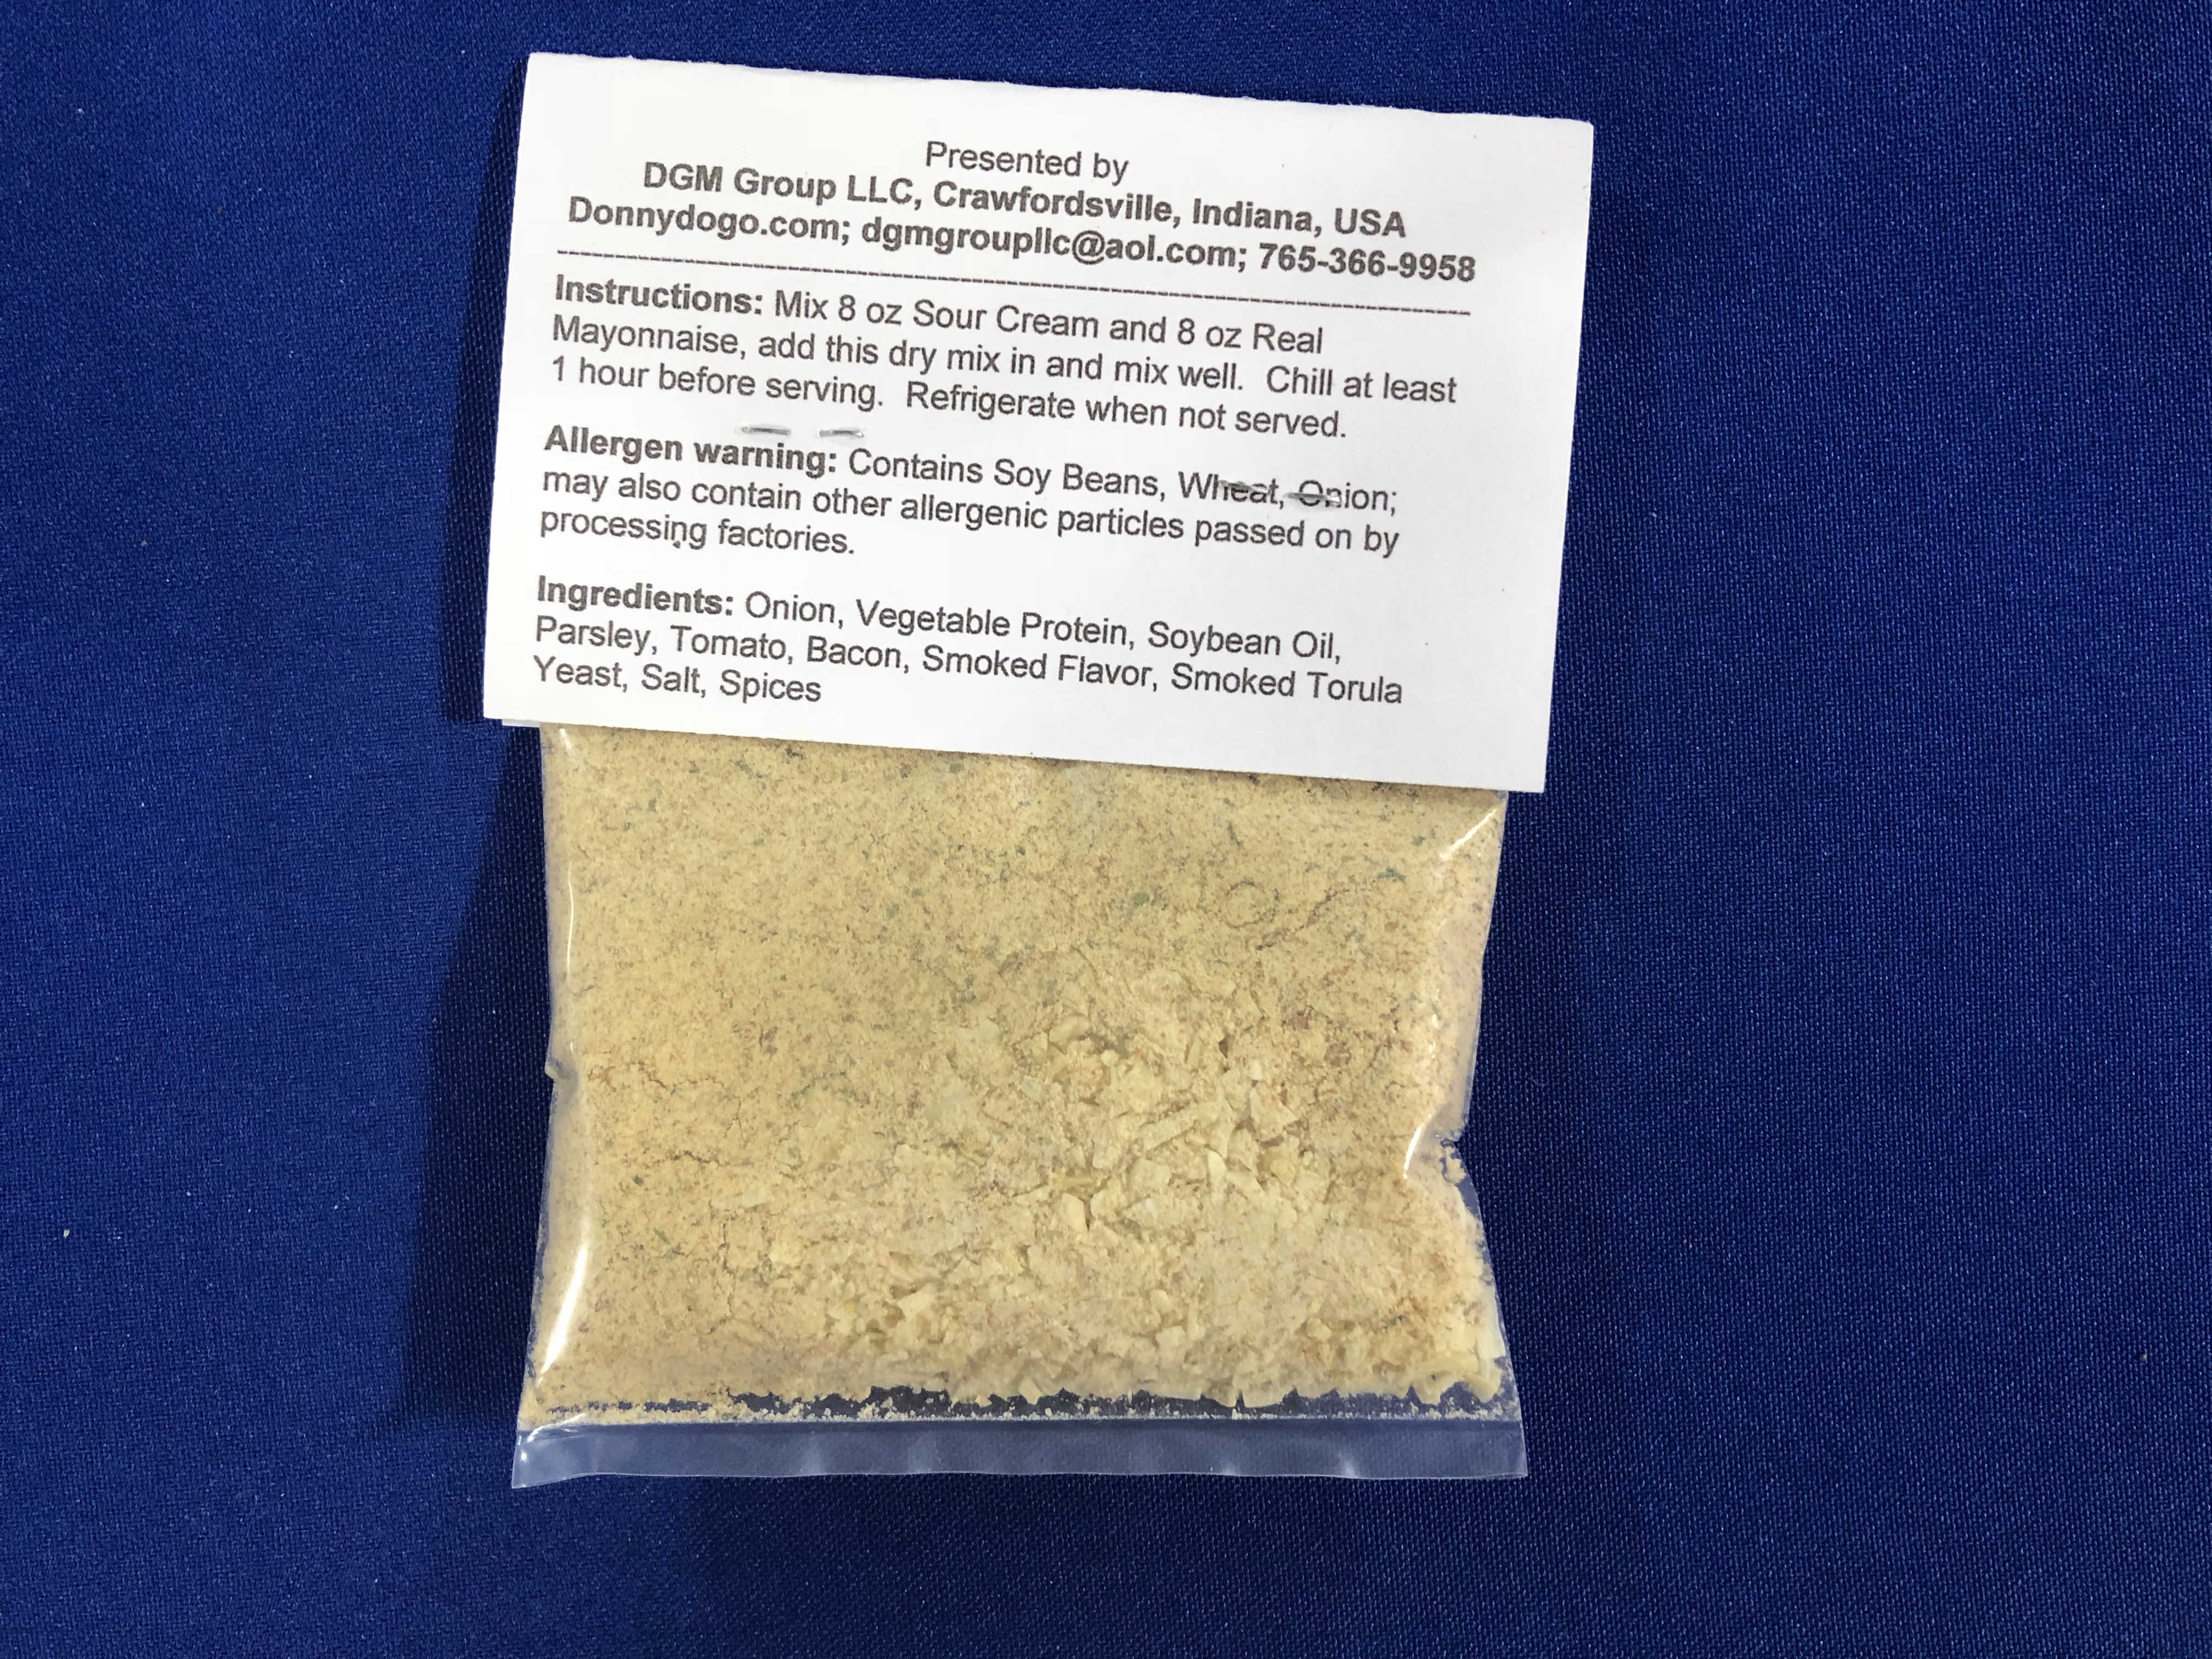 Presented by
DGM Group LLC, Crawfordsville, Indiana, USA
Donnydogo.com; dgmgroupllc@aol.com; 765-366-9958
Instructions: Mix 8 oz Sour Cream and 8 oz Real
Mayonnaise, add this dry mix in and mix well.  Chill at least
1 hour before serving.  Refrigerate when not served.
Allergen warning: Contains Soy Beans, Wheat, Onion;
may also contain other allergenic particles passed on by
processing factories.
Ingredients: Onion, Vegetable Protein, Soybean Oil,
Parsley, Tomato, Bacon, Smoked Flavor, Smoked Torula
Yeast, Salt, Spices